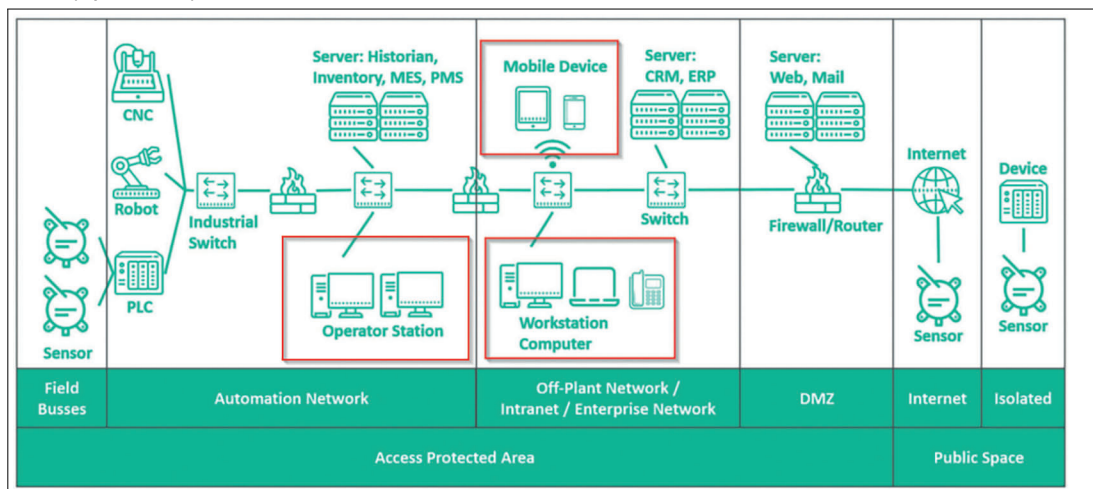 CNC
Robot
PLC
Sensor
Industrial
Switch
Server: Historian,
Inventory, MES, PMS
Operator Station
Mobile Device
Workstation
Computer
Server:
CRM, ERP
Switch
Server:
Web, Mail
Firewall/Router
Internet
Sensor
Device
Sensor
Field
Busses
Automation Network
Off-Plant Network /
Intranet / Enterprise Network
DMZ
Internet
Isolated
Access Protected Area
Public Space